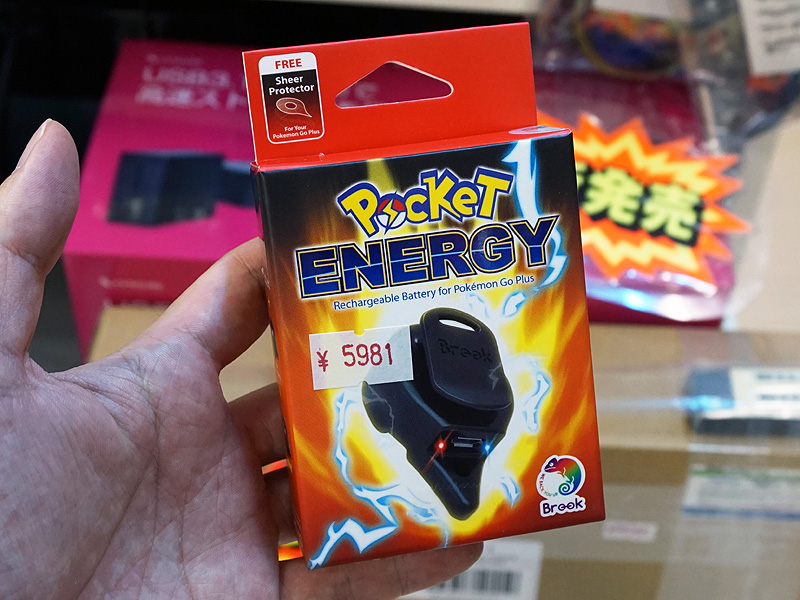 FREE
Sheer
Protector
For Your
Pokemon Go Plus
POCKET
ENERGY
Rechargeable Battery for Pokémon Go Plus
¥ 5981
Brook
Brook
USB3.
発売